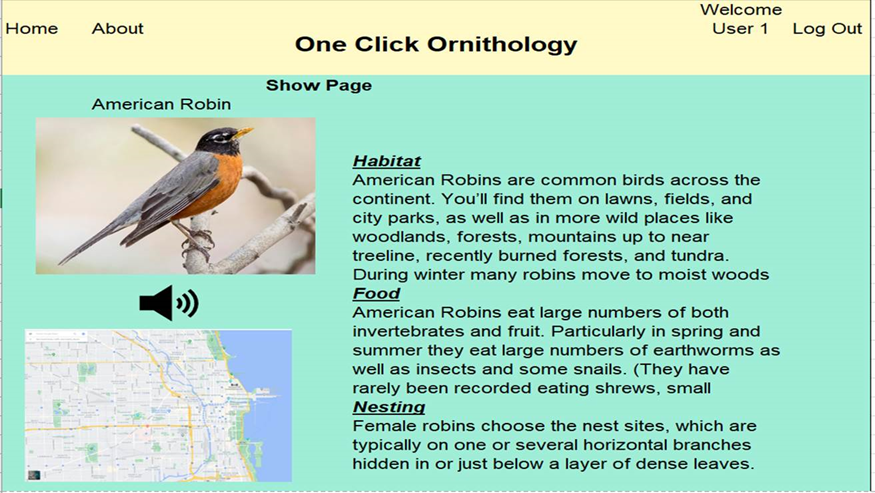 Home
About
One Click Ornithology
Welcome
User 1
Log Out
Show Page
American Robin
Habitat
American Robins are common birds across the
continent. You'll find them on lawns, fields, and
city parks, as well as in more wild places like
woodlands, forests, mountains up to near
treeline, recently burned forests, and tundra.
During winter many robins move to moist woods
Food
American Robins eat large numbers of both
invertebrates and fruit. Particularly in spring and
summer they eat large numbers of earthworms as
well as insects and some snails. (They have
rarely been recorded eating shrews, small
Nesting
Female robins choose the nest sites, which are
typically on one or several horizontal branches
hidden in or just below a layer of dense leaves.